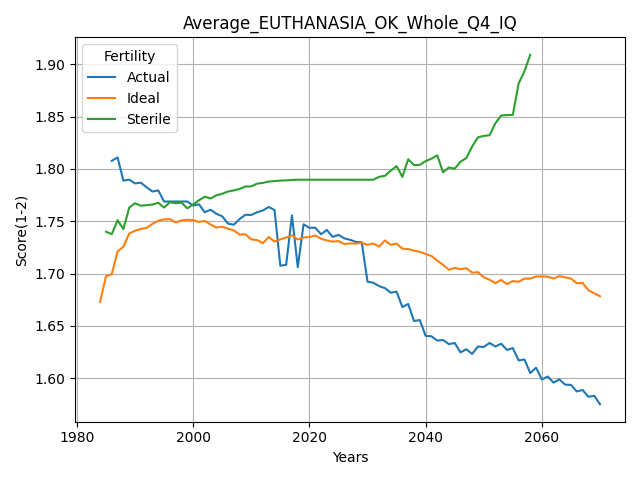 Average_EUTHANASIA_OK_Whole_Q4_IQ
Fertility
Actual
Ideal
Sterile
Score(1-2)
1.90
1.85
1.80
1.75
1.70
1.65
1.60
1980
2000
2020
2040
2060
Years